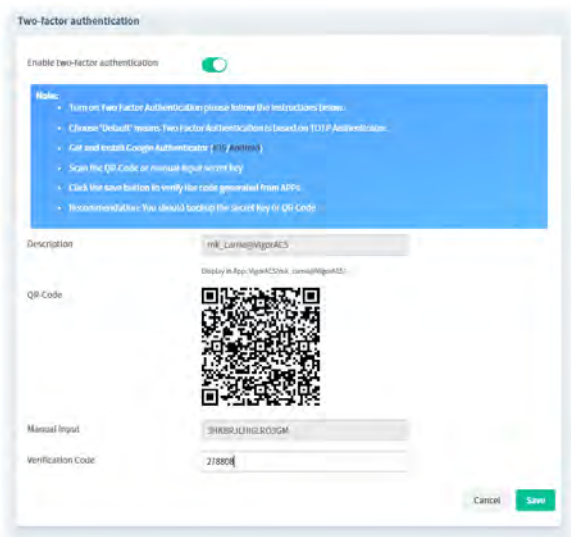 Two-factor authentication
Enable two-factor authentication
Note:
Turn on Two Factor Authentication please follow the instructions below.
Choose "Default" means Two Factor Authentication is based on TOTP Authenticator.
Get and Install Google Authenticator (iOS Android)
Scan the QR-Code or manual input secret key
Click the save button to verify the code generated from APPs
Recommendation: You should backup the Secret Key or QR Code
Description
Display in App:
QR-Code
Manual Input
Verification Code
Cancel
Save